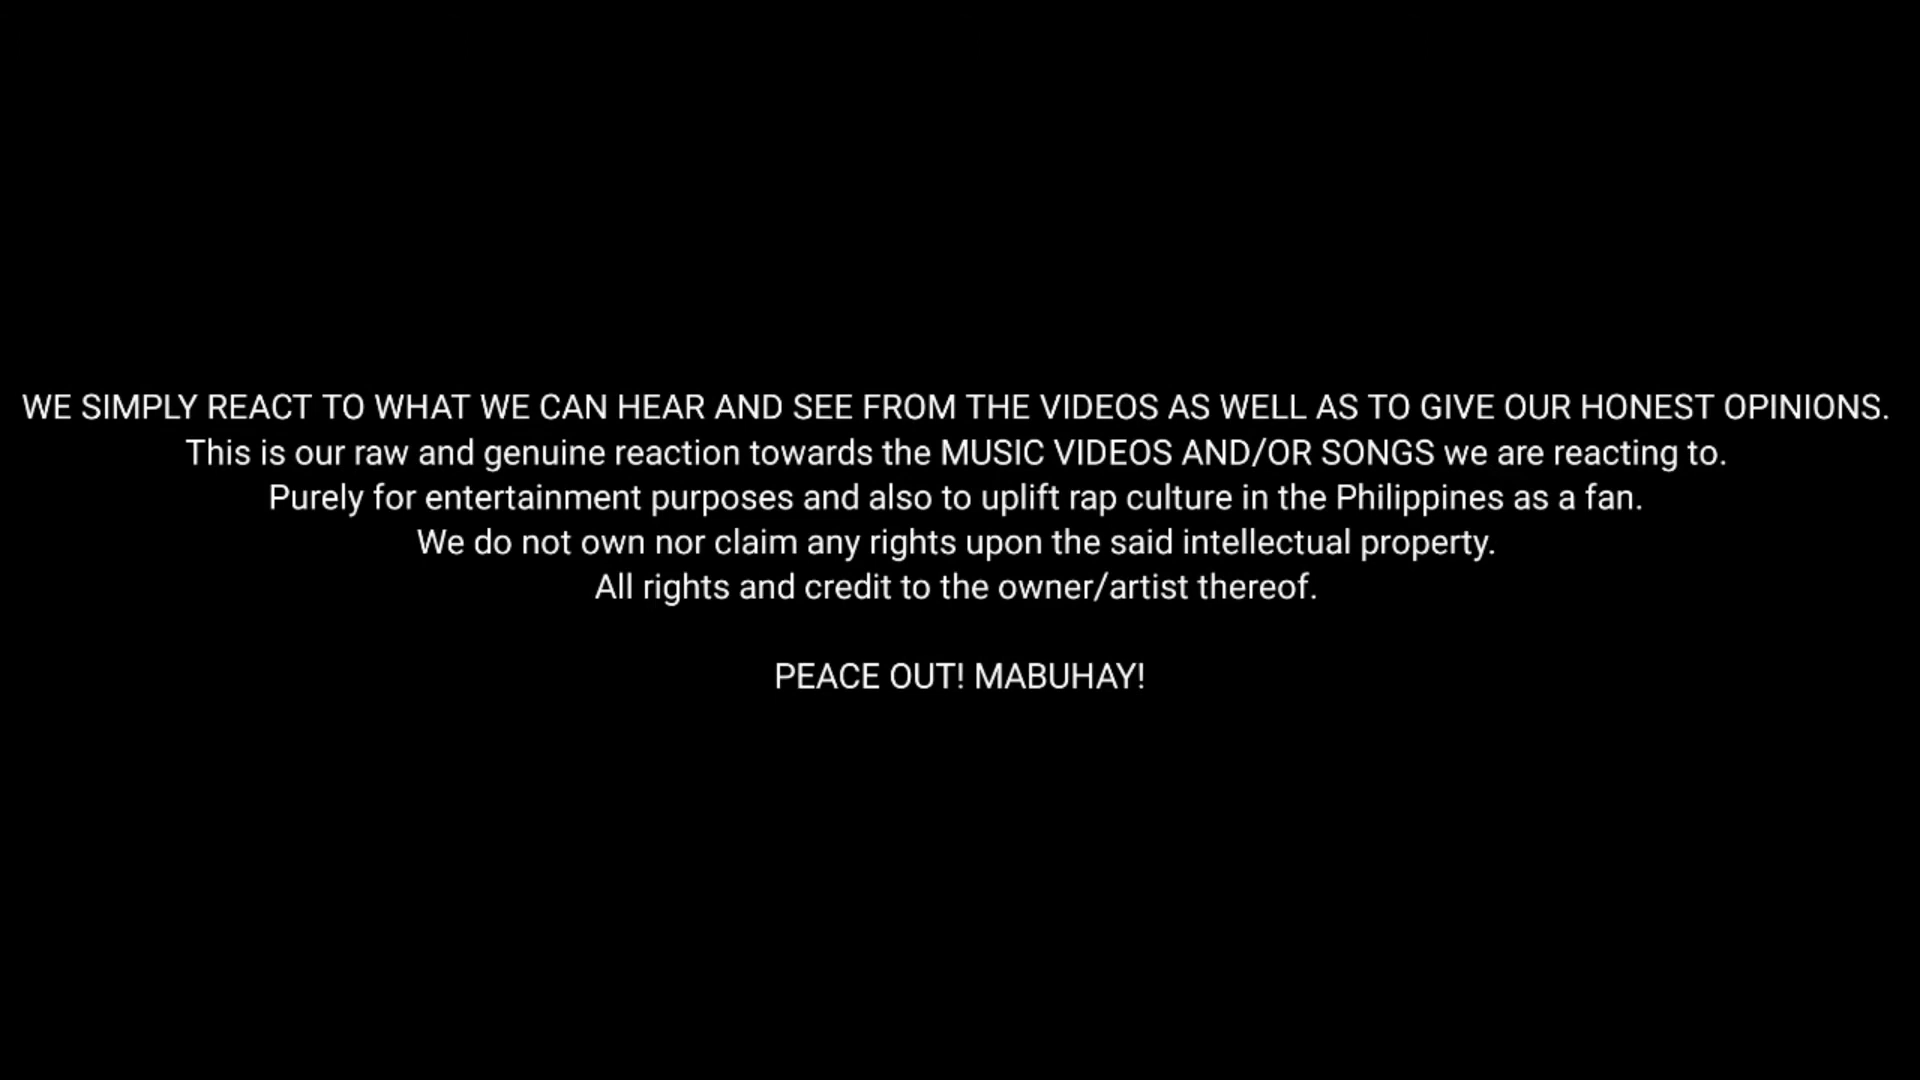 WE SIMPLY REACT TO WHAT WE CAN HEAR AND SEE FROM THE VIDEOS AS WELL AS TO GIVE OUR HONEST OPINIONS.
This is our raw and genuine reaction towards the MUSIC VIDEOS AND/OR SONGS we are reacting to.
Purely for entertainment purposes and also to uplift rap culture in the Philippines as a fan.
We do not own nor claim any rights upon the said intellectual property.
All rights and credit to the owner/artist thereof.
PEACE OUT! MABUHAY!